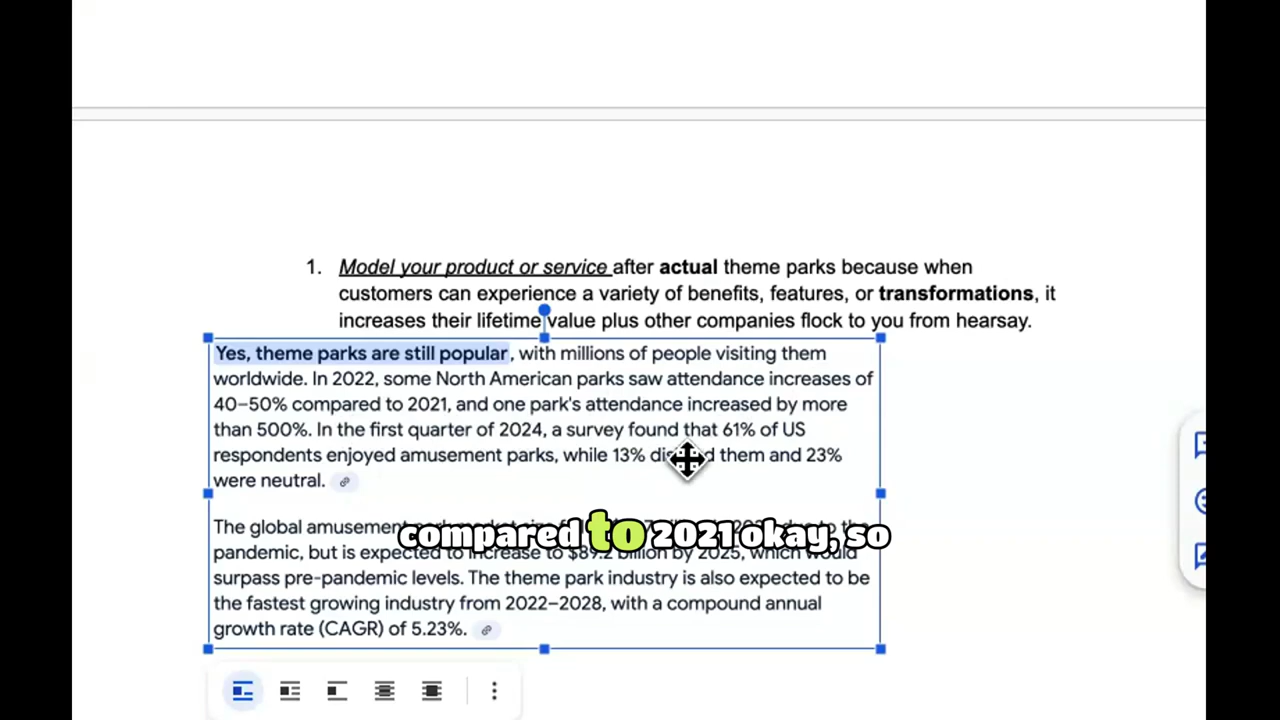 1. Model your product or service after actual theme parks because when
customers can experience a variety of benefits, features, or transformations, it
increases their lifetime value plus other companies flock to you from hearsay.
Yes, theme parks are still popular, with millions of people visiting them
worldwide. In 2022, some North American parks saw attendance increases of
40–50% compared to 2021, and one park's attendance increased by more
than 500%. In the first quarter of 2024, a survey found that 61% of US
respondents enjoyed amusement parks, while 13% them and 23%
were neutral.
The global amusement
compared to 2021 okay, so
pandemic, but is expected to increase to $89.2 billion by 2025, which would
surpass pre-pandemic levels. The theme park industry is also expected to be
the fastest growing industry from 2022–2028, with a compound annual
growth rate (CAGR) of 5.23%.